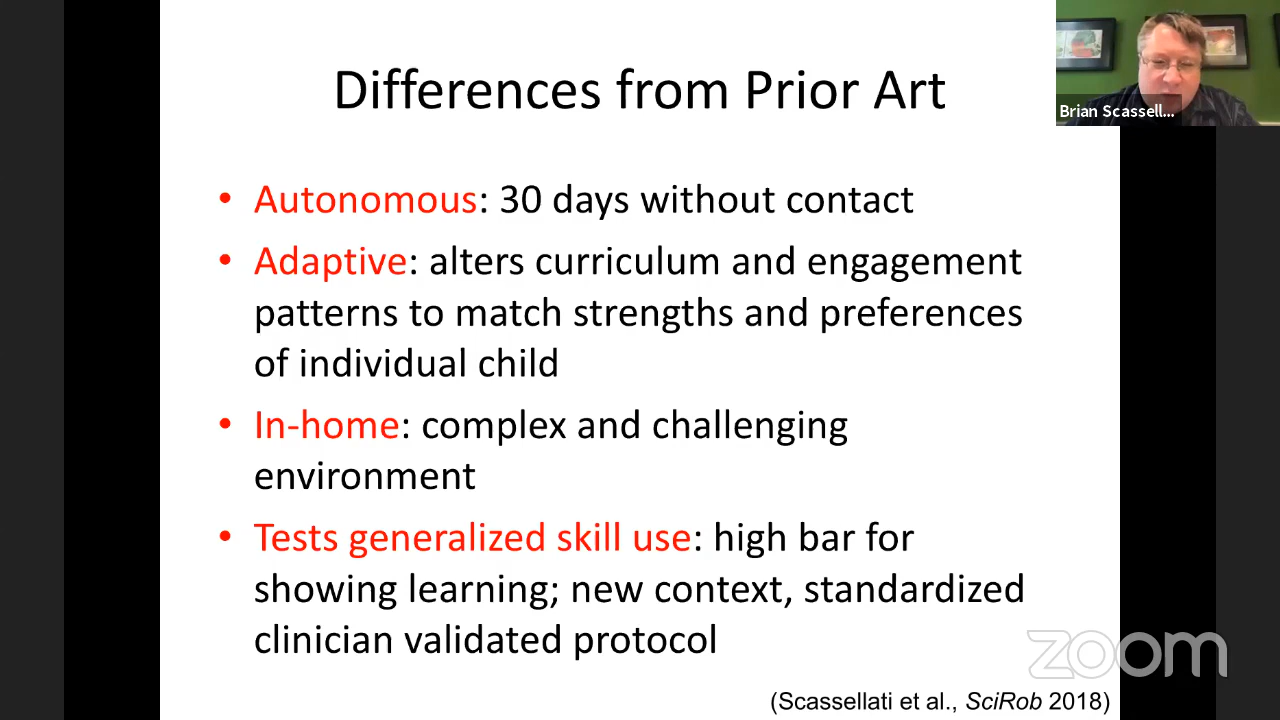 Differences from Prior Art
Brian Scassell...
• Autonomous: 30 days without contact
• Adaptive: alters curriculum and engagement
patterns to match strengths and preferences
of individual child
• In-home: complex and challenging
environment
• Tests generalized skill use: high bar for
showing learning; new context, standardized
clinician validated protocol
zoom
(Scassellati et al., SciRob 2018)